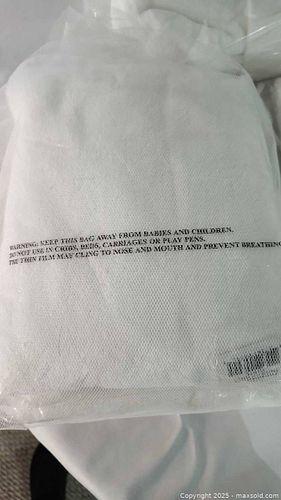 WARNING: KEEP THIS BAG AWAY FROM BABIES AND CHILDREN.
DO NOT USE IN CRIBS, BEDS, CARRIAGES OR PLAY PENS.
THE THIN FILM MAY CLING TO NOSE AND MOUTH AND PREVENT BREATHING
Copyright © 2025 - maxsold.com